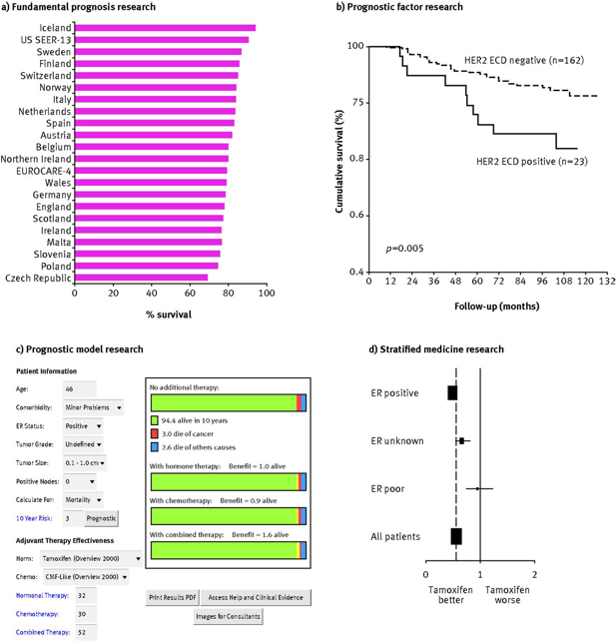 a) Fundamental prognosis research
Iceland
US SEER-13
Sweden
Finland
Switzerland
Norway
Italy
Netherlands
Spain
Austria
Belgium
Northern Ireland
EUROCARE-4
Wales
Germany
England
Scotland
Ireland
Malta
Slovenia
Poland
Czech Republic
0 20 40 60 80 100
% survival
b) Prognostic factor research
Cumulative survival (%)
100
75
0.8
0.6
0.4
HER2 ECD negative (n=162)
HER2 ECD positive (n=23)
p=0.005
0 12 24 36 48 60 72 84 96 108 120 132
Follow-up (months)
c) Prognostic model research
Patient Information
Age: 46
Comorbidity: Minor Problems
ER Status: Positive
Tumor Grade: Undefined
Tumor Size: 0.1 - 1.0 cm
Positive Nodes: 0
Calculate For: Mortality
10 Year Risk: 3 Prognostic
Adjuvant Therapy Effectiveness
Horm: Tamoxifen (Overview 2000)
Chemo: CMF-Like (Overview 2000)
Hormonal Therapy: 32
Chemotherapy: 30
Combined Therapy: 52
No additional therapy:
94.4 alive in 10 years
3.0 die of cancer
2.6 die of others causes
With hormone therapy: Benefit = 1.0 alive
With chemotherapy: Benefit = 0.9 alive
With combined therapy: Benefit = 1.6 alive
Print Results PDF Access Help and Clinical Evidence
Images for Consultants
d) Stratified medicine research
ER positive
ER unknown
ER poor
All patients
0 1 2
Tamoxifen Tamoxifen
better worse